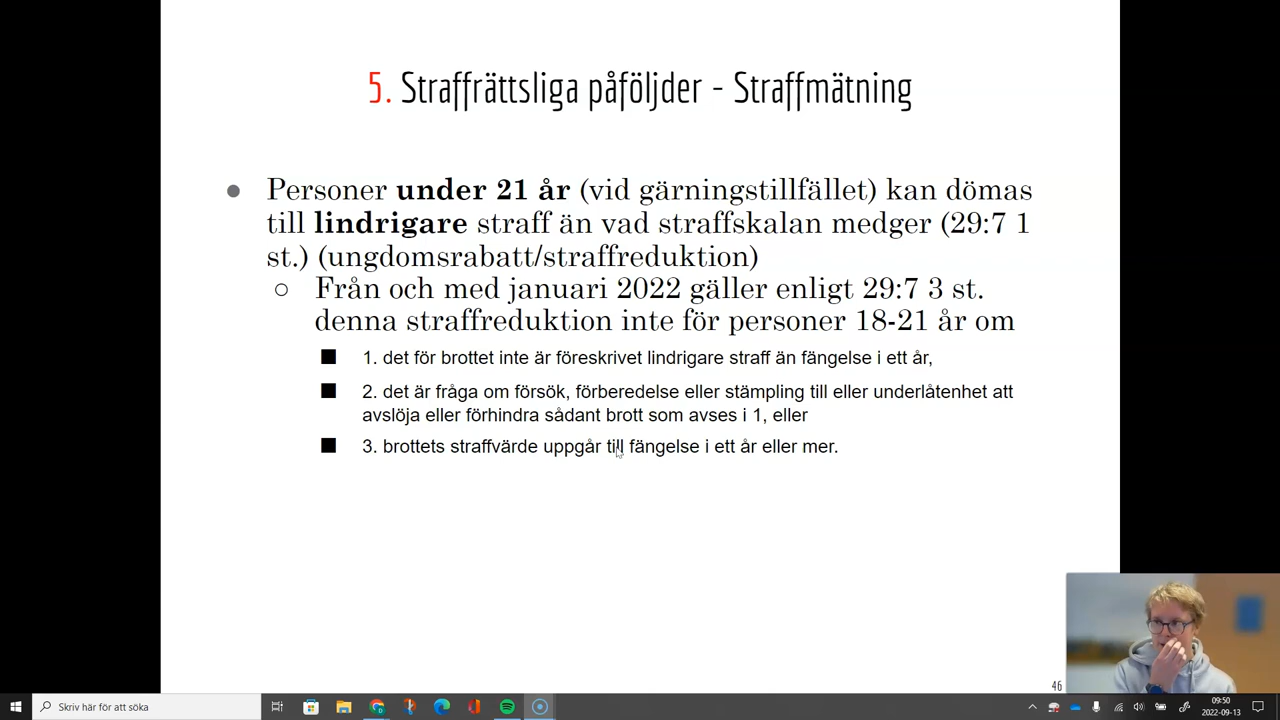 5. Straffrättsliga påföljder - Straffmätning
● Personer under 21 år (vid gärningstillfället) kan dömas
till lindrigare straff än vad straffskalan medger (29:7 1
st.) (ungdomsrabatt/straffreduktion)
○ Från och med januari 2022 gäller enligt 29:7 3 st.
denna straffreduktion inte för personer 18-21 år om
■ 1. det för brottet inte är föreskrivet lindrigare straff än fängelse i ett år,
■ 2. det är fråga om försök, förberedelse eller stämpling till eller underlåtenhet att
avslöja eller förhindra sådant brott som avses i 1, eller
■ 3. brottets straffvärde uppgår till fängelse i ett år eller mer.
46
Skriv här för att söka
09:50
2022-09-13